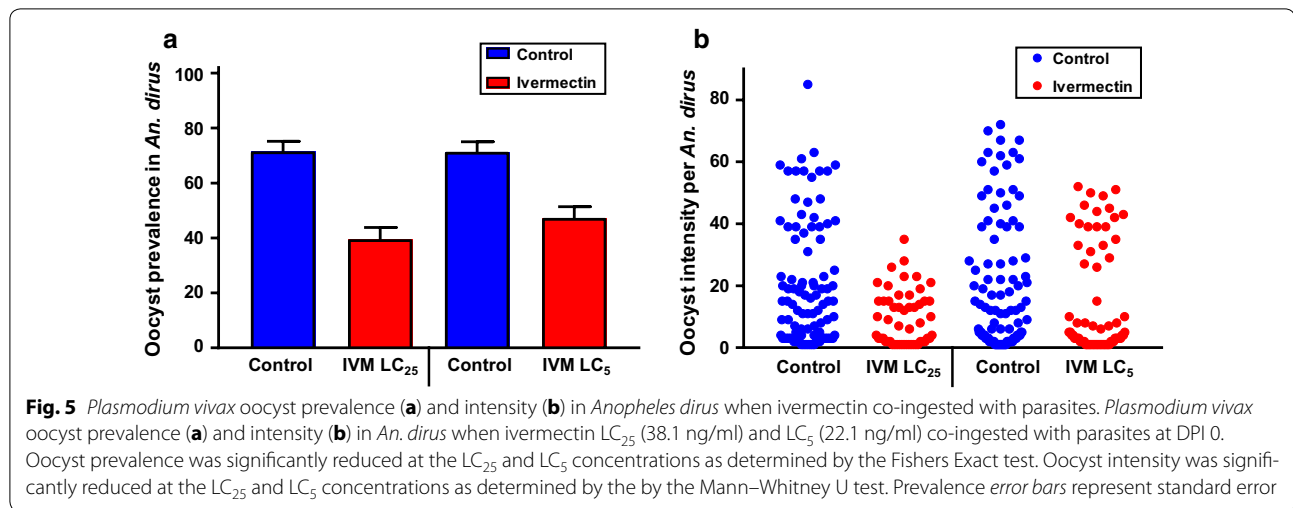 a
Control
Ivermectin
Oocyst prevalence in An. dirus
100
80
60
40
20
0
Control
IVM LC25
Control
IVM LC5
b
Control
Ivermectin
Oocyst intensity per An. dirus
80
60
40
20
0
Control
IVM LC25
Control
IVM LC5
Fig. 5 Plasmodium vivax oocyst prevalence (a) and intensity (b) in Anopheles dirus when ivermectin co-ingested with parasites. Plasmodium vivax
oocyst prevalence (a) and intensity (b) in An. dirus when ivermectin LC25 (38.1 ng/ml) and LC5 (22.1 ng/ml) co-ingested with parasites at DPI 0.
Oocyst prevalence was significantly reduced at the LC25 and LC5 concentrations as determined by the Fishers Exact test. Oocyst intensity was signifi-
cantly reduced at the LC25 and LC5 concentrations as determined by the by the Mann–Whitney U test. Prevalence error bars represent standard error